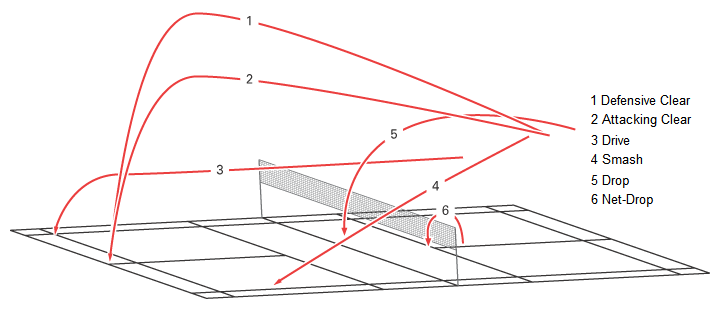 1
2
3
4
5
6
1 Defensive Clear
2 Attacking Clear
3 Drive
4 Smash
5 Drop
6 Net-Drop